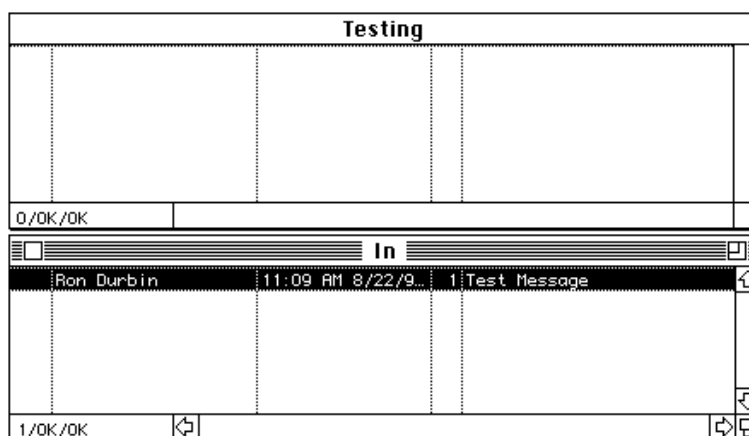 Testing
0/0K/0K
In
Ron Durbin 11:09 AM 8/22/9… 1 Test Message
1/0K/0K